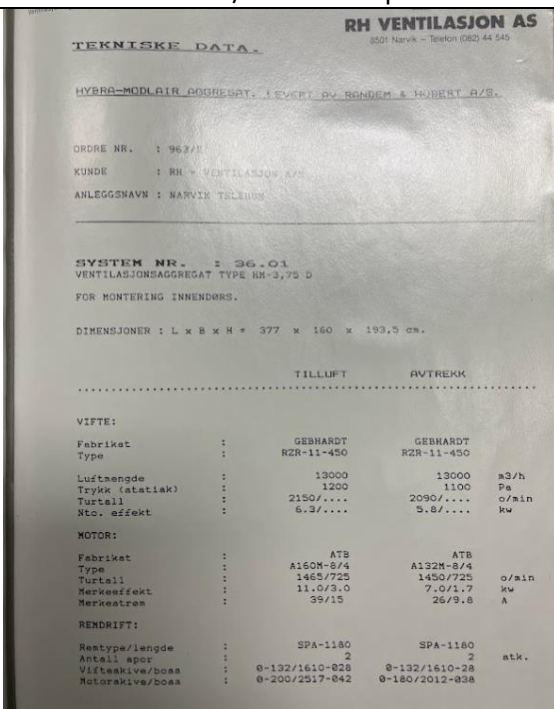 RH VENTILASJON AS
8501 Narvik - Telefon (082) 44 545
TEKNISKE DATA.
HYBRA-MODLAIR AGGREGAT. LEVERT AV RANDEM & HUBERT A/S.
ORDRE NR. : 963/
KUNDE : RH - VENTILASJON A/S
ANLEGGSNAVN : NARVIK TELEBUN
SYSTEM NR. : 36.01
VENTILASJONSAGGREGAT TYPE HM-3,75 D
FOR MONTERING INNENDØRS.
DIMENSJONER : L x B x H = 377 x 160 x 193,5 cm.
TILLUFT AVTREKK
VIFTE:
Fabrikat : GEBHARDT GEBHARDT
Type : RZR-11-450 RZR-11-450
Luftmengde : 13000 13000 m3/h
Trykk (statisk) : 1200 1100 Pa
Turtall : 2150/.... 2090/.... o/min
Nto. effekt : 6.3/.... 5.8/.... kw
MOTOR:
Fabrikat : ATB ATB
Type : A160M-8/4 A132M-8/4
Turtall : 1465/725 1450/725 o/min
Merkeeffekt : 11.0/3.0 7.0/1.7 kw
Merkestrøm : 39/15 26/9.8 A
REMDRIFT:
Remtype/lengde : SPA-1180 SPA-1180
Antall spor : 2 2 stk.
Vifteskive/boss : 0-132/1610-028 0-132/1610-28
Motorskive/boss : 0-200/2517-042 0-180/2012-038